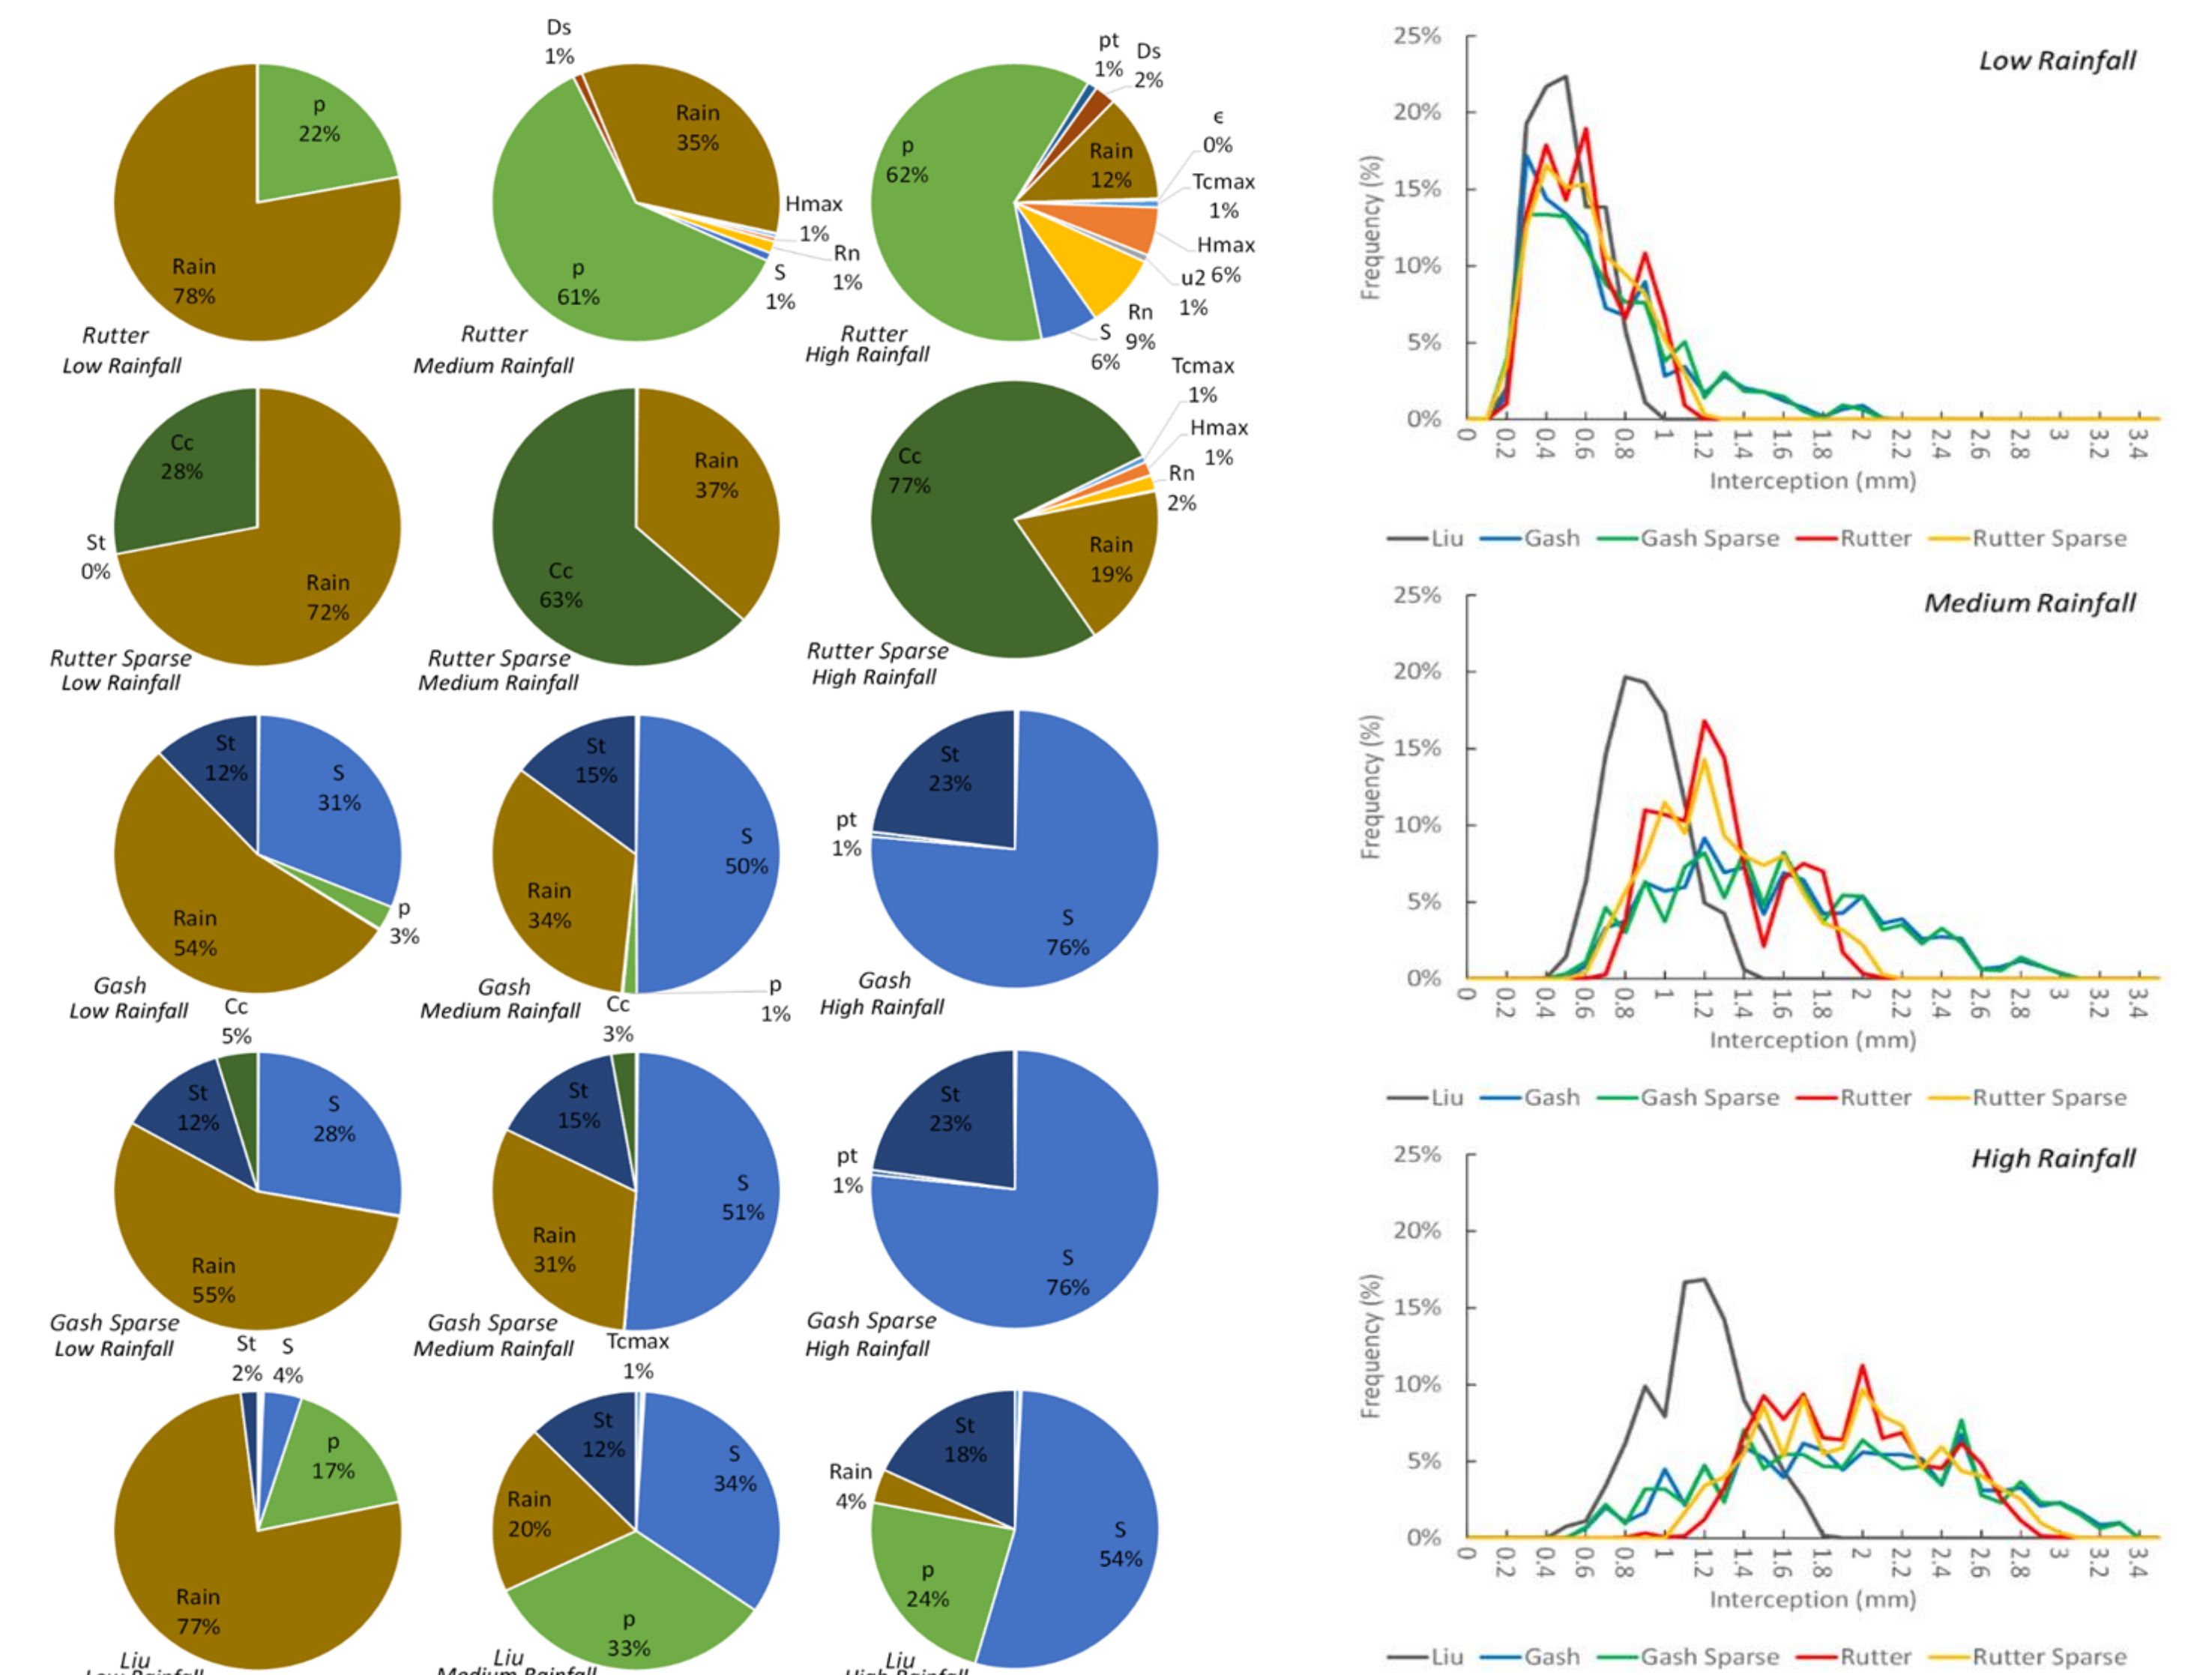 Ds
1%
p
22%
Rain
78%
Rutter
Low Rainfall
Rain
35%
Hmax
1%
Rn
1%
S
1%
p
61%
Rutter
Medium Rainfall
pt
1%
Ds
2%
p
62%
Rain
12%
ϵ
0%
Tcmax
1%
Hmax
6%
u2
1%
Rn
9%
S
6%
Rutter
High Rainfall
Cc
28%
St
0%
Rain
72%
Rutter Sparse
Low Rainfall
Rain
37%
Cc
63%
Rutter Sparse
Medium Rainfall
Tcmax
1%
Hmax
1%
Rn
2%
Cc
77%
Rain
19%
Rutter Sparse
High Rainfall
St
12%
S
31%
p
3%
Rain
54%
Gash
Low Rainfall
St
15%
S
50%
Rain
34%
p
1%
Gash
Medium Rainfall
St
23%
pt
1%
S
76%
Gash
High Rainfall
Cc
5%
St
12%
S
28%
Rain
55%
Gash Sparse
Low Rainfall
Cc
3%
St
15%
S
51%
Rain
31%
Gash Sparse
Medium Rainfall
St
23%
pt
1%
S
76%
Gash Sparse
High Rainfall
St
2%
S
4%
p
17%
Rain
77%
Liu
Low Rainfall
Tcmax
1%
St
12%
S
34%
Rain
20%
p
33%
Liu
Medium Rainfall
St
18%
Rain
4%
S
54%
p
24%
Liu
High Rainfall
Low Rainfall
Frequency (%)
25%
20%
15%
10%
5%
0%
0 0.2 0.4 0.6 0.8 1 1.2 1.4 1.6 1.8 2 2.2 2.4 2.6 2.8 3 3.2 3.4
Interception (mm)
Liu Gash Gash Sparse Rutter Rutter Sparse
Medium Rainfall
Frequency (%)
25%
20%
15%
10%
5%
0%
0 0.2 0.4 0.6 0.8 1 1.2 1.4 1.6 1.8 2 2.2 2.4 2.6 2.8 3 3.2 3.4
Interception (mm)
Liu Gash Gash Sparse Rutter Rutter Sparse
High Rainfall
Frequency (%)
25%
20%
15%
10%
5%
0%
0 0.2 0.4 0.6 0.8 1 1.2 1.4 1.6 1.8 2 2.2 2.4 2.6 2.8 3 3.2 3.4
Interception (mm)
Liu Gash Gash Sparse Rutter Rutter Sparse